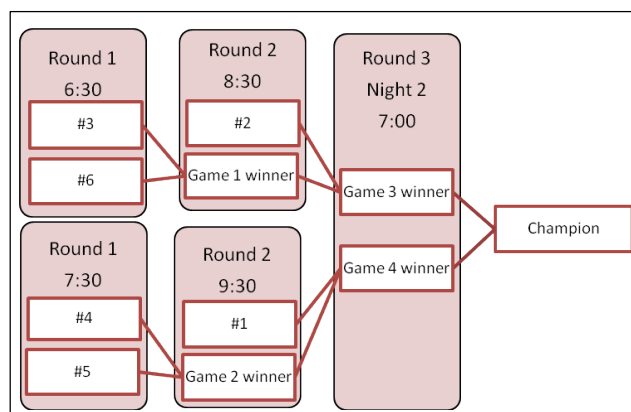 Round 1
6:30
#3
#6
Round 2
8:30
#2
Game 1 winner
Round 3
Night 2
7:00
Game 3 winner
Game 4 winner
Champion
Round 1
7:30
#4
#5
Round 2
9:30
#1
Game 2 winner